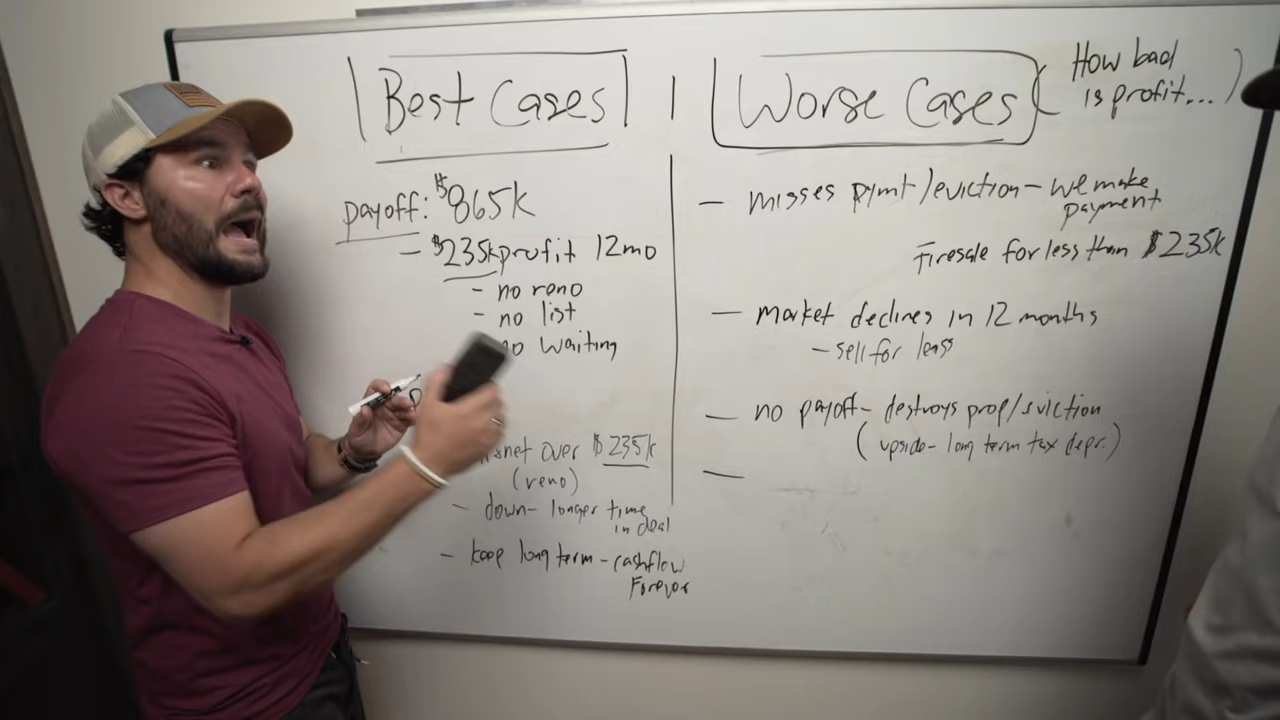 Best Cases
payoff: $865k
- $235k profit 12mo
- no reno
- no list
no waiting
net over $235k
(reno)
- down - longer time
in deal
- keep long term - cashflow
Forever
Worse Cases
(How bad
is profit...)
- misses pymt/eviction - we make
payment
Firesale for less than $235k
- market declines in 12 months
- sell for less
- no payoff - destroys prop/eviction
(upside - long term tax depr.)
-